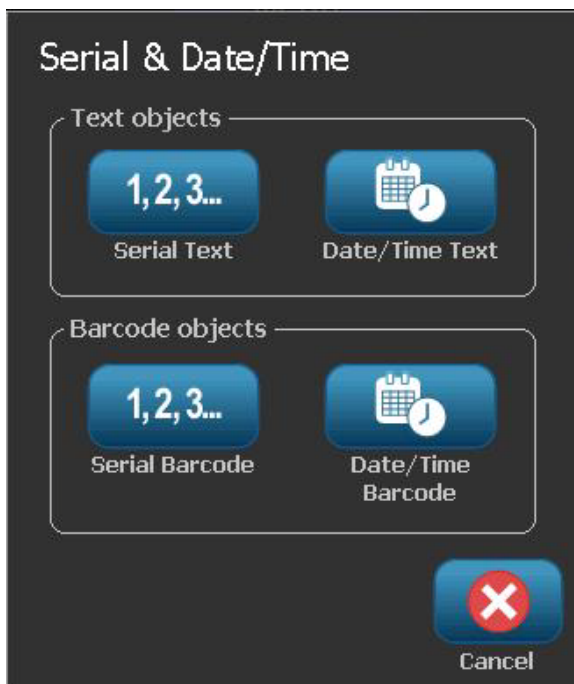 Serial & Date/Time
Text objects
1, 2, 3...
Serial Text
Date/Time Text
Barcode objects
1, 2, 3...
Serial Barcode
Date/Time
Barcode
Cancel